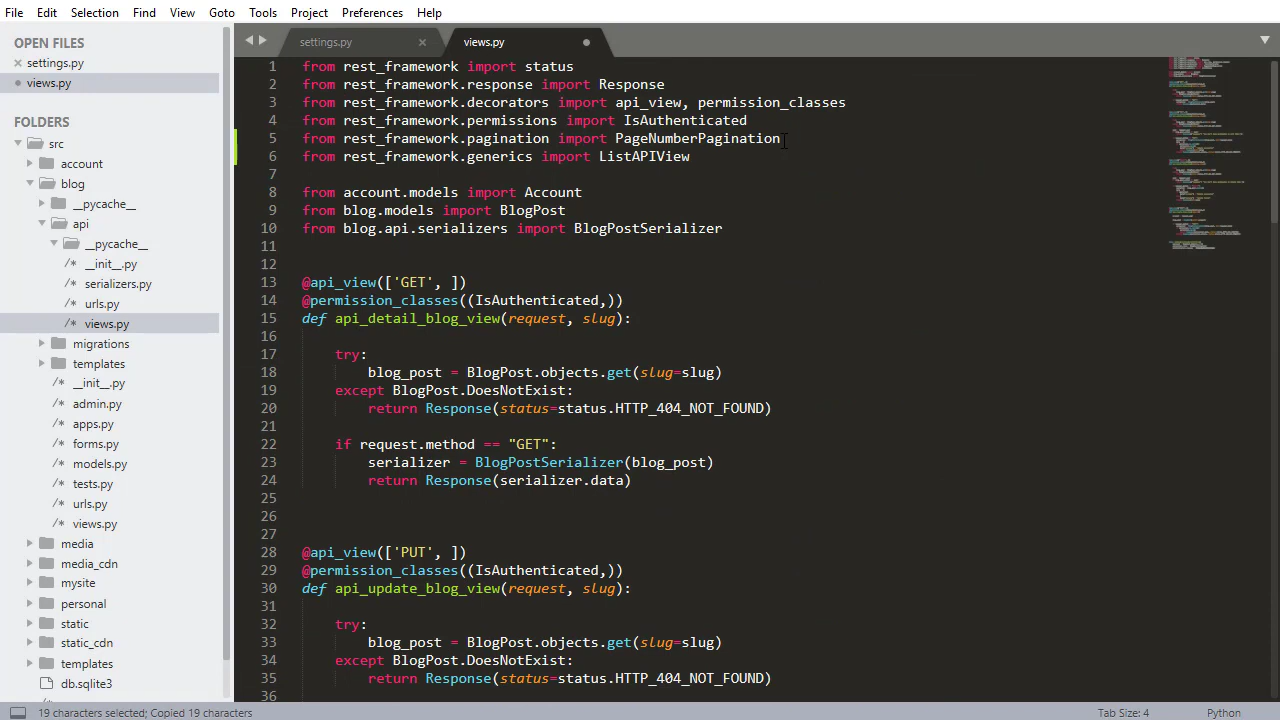 File Edit Selection Find View Goto Tools Project Preferences Help
OPEN FILES
settings.py
views.py
FOLDERS
src
account
blog
__pycache__
api
__pycache__
__init__.py
serializers.py
urls.py
views.py
migrations
templates
__init__.py
admin.py
apps.py
forms.py
models.py
tests.py
urls.py
views.py
media
media_cdn
mysite
personal
static
static_cdn
templates
db.sqlite3
settings.py views.py
1 from rest_framework import status
2 from rest_framework.response import Response
3 from rest_framework.decorators import api_view, permission_classes
4 from rest_framework.permissions import IsAuthenticated
5 from rest_framework.pagination import PageNumberPagination
6 from rest_framework.generics import ListAPIView
7
8 from account.models import Account
9 from blog.models import BlogPost
10 from blog.api.serializers import BlogPostSerializer
11
12
13 @api_view(['GET', ])
14 @permission_classes((IsAuthenticated,))
15 def api_detail_blog_view(request, slug):
16
17 try:
18 blog_post = BlogPost.objects.get(slug=slug)
19 except BlogPost.DoesNotExist:
20 return Response(status=status.HTTP_404_NOT_FOUND)
21
22 if request.method == "GET":
23 serializer = BlogPostSerializer(blog_post)
24 return Response(serializer.data)
25
26
27
28 @api_view(['PUT', ])
29 @permission_classes((IsAuthenticated,))
30 def api_update_blog_view(request, slug):
31
32 try:
33 blog_post = BlogPost.objects.get(slug=slug)
34 except BlogPost.DoesNotExist:
35 return Response(status=status.HTTP_404_NOT_FOUND)
36
19 characters selected; Copied 19 characters Tab Size: 4 Python